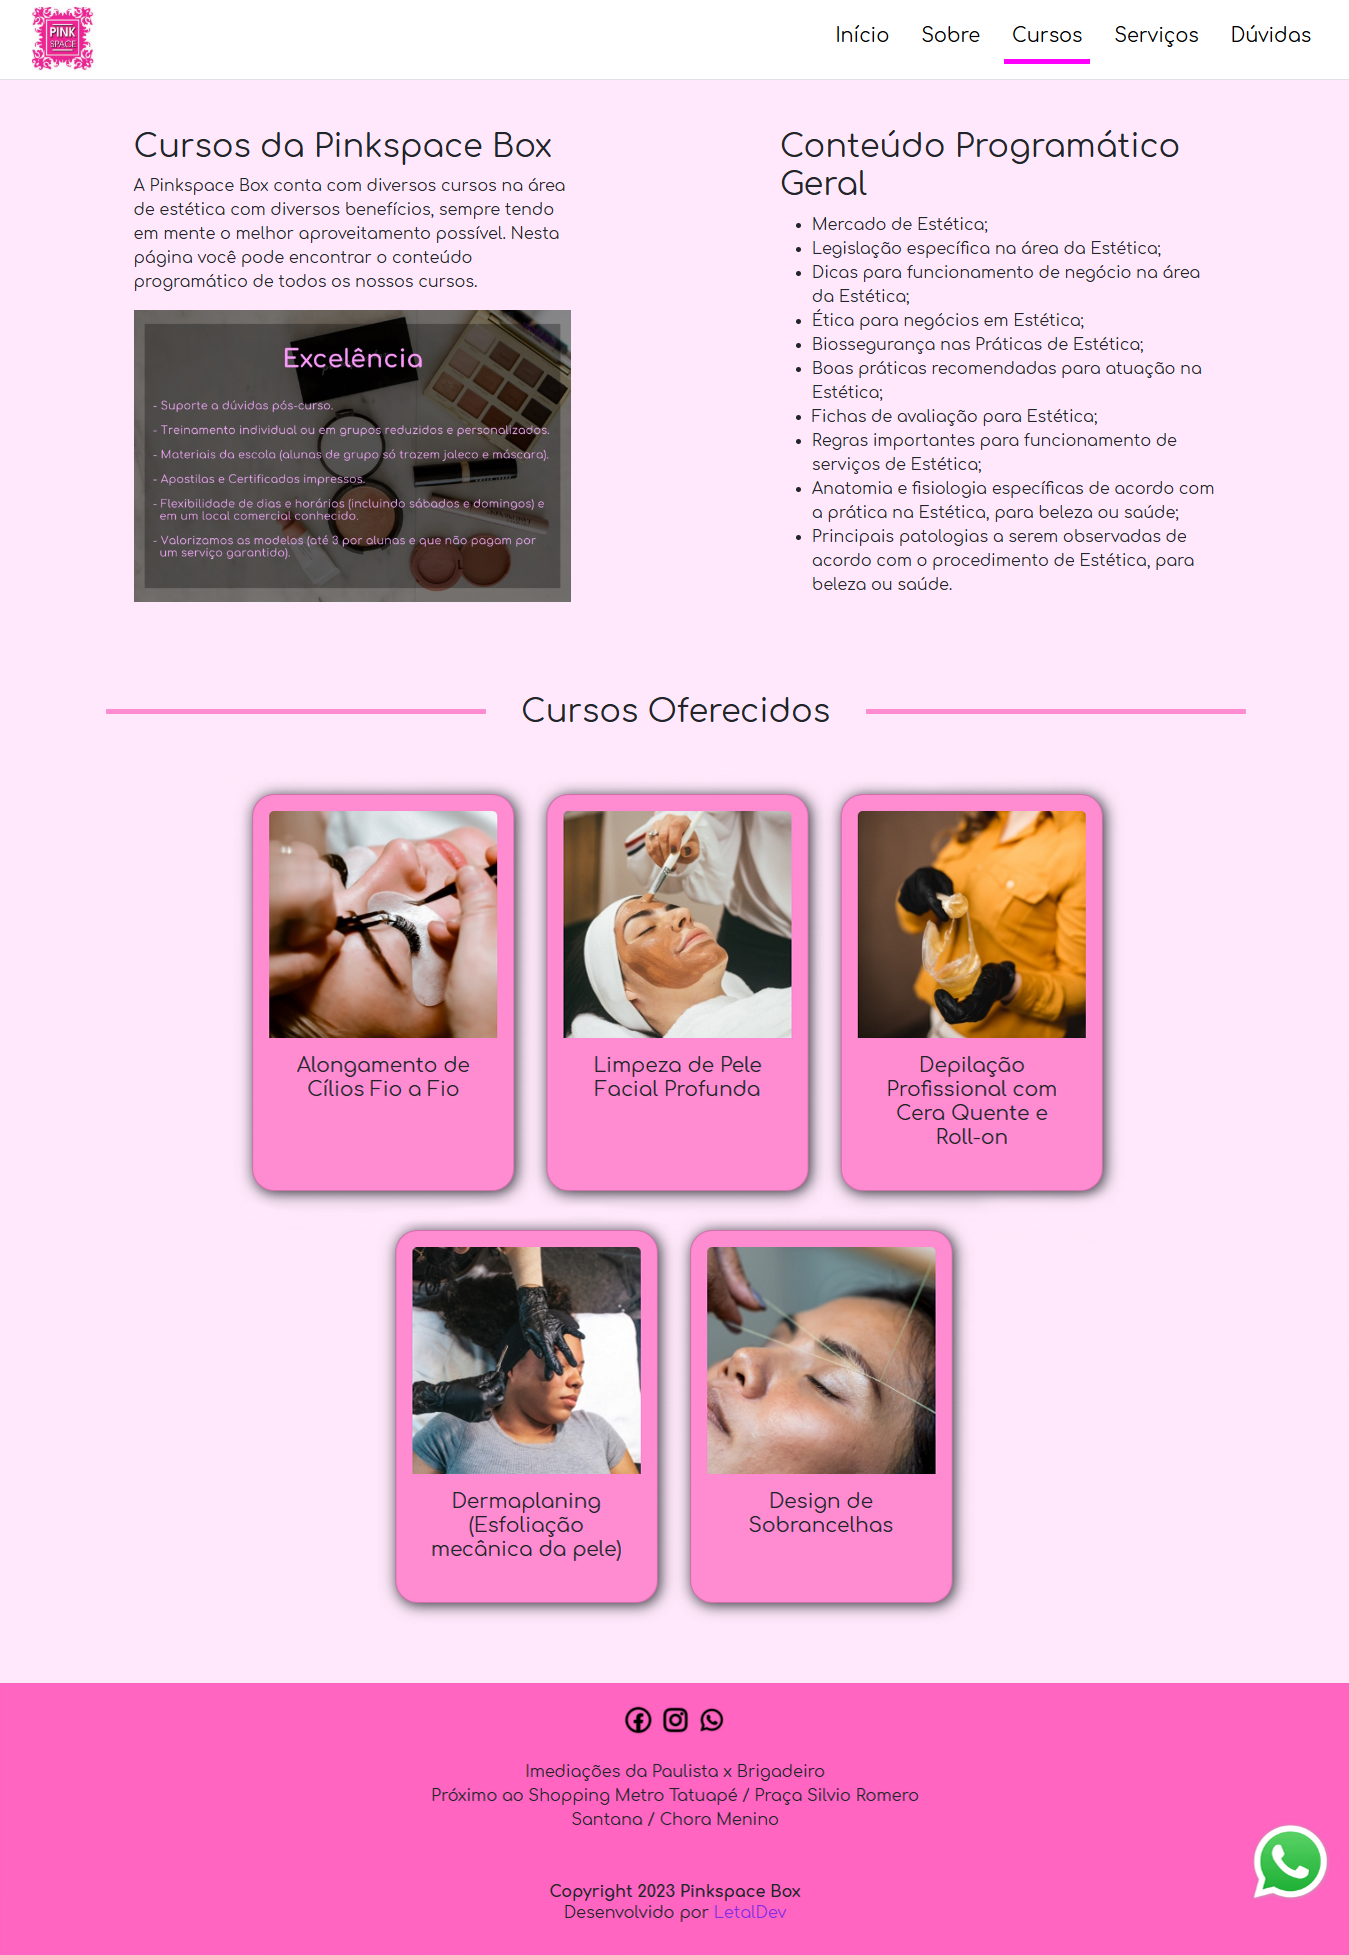 PINK
SPACE
Início Sobre Cursos Serviços Dúvidas
Cursos da Pinkspace Box
A Pinkspace Box conta com diversos cursos na área
de estética com diversos benefícios, sempre tendo
em mente o melhor aproveitamento possível. Nesta
página você pode encontrar o conteúdo
programático de todos os nossos cursos.
Excelência
- Suporte a dúvidas pós-curso.
- Treinamento individual ou em grupos reduzidos e personalizados.
- Materiais da escola (alunas de grupo só trazem jaleco e máscara).
- Apostilas e Certificados impressos.
- Flexibilidade de dias e horários (incluindo sábados e domingos) e
em um local comercial conhecido.
- Valorizamos as modelos (até 3 por alunas e que não pagam por
um serviço garantido).
Conteúdo Programático
Geral
• Mercado de Estética;
• Legislação específica na área da Estética;
• Dicas para funcionamento de negócio na área
da Estética;
• Ética para negócios em Estética;
• Biossegurança nas Práticas de Estética;
• Boas práticas recomendadas para atuação na
Estética;
• Fichas de avaliação para Estética;
• Regras importantes para funcionamento de
serviços de Estética;
• Anatomia e fisiologia específicas de acordo com
a prática na Estética, para beleza ou saúde;
• Principais patologias a serem observadas de
acordo com o procedimento de Estética, para
beleza ou saúde.
Cursos Oferecidos
Alongamento de
Cílios Fio a Fio
Limpeza de Pele
Facial Profunda
Depilação
Profissional com
Cera Quente e
Roll-on
Dermaplaning
(Esfoliação
mecânica da pele)
Design de
Sobrancelhas
Imediações da Paulista x Brigadeiro
Próximo ao Shopping Metro Tatuapé / Praça Silvio Romero
Santana / Chora Menino
Copyright 2023 Pinkspace Box
Desenvolvido por LetalDev